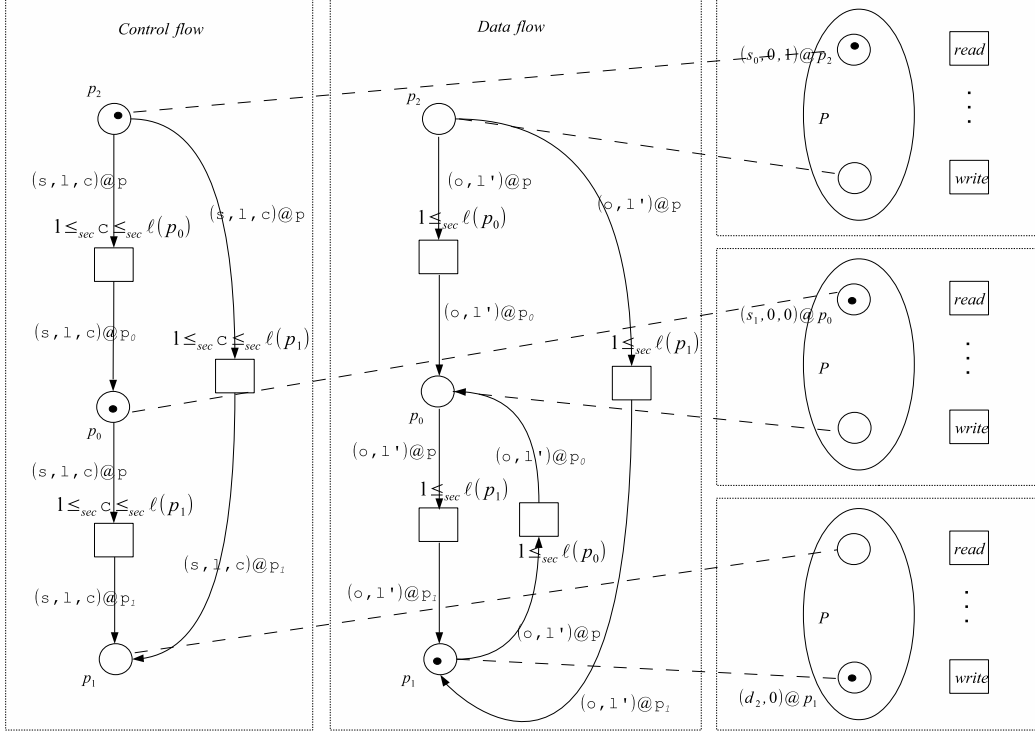 Control flow
p₂
(s,l,c)@p
1≤sec c ≤sec ℓ(p₀)
(s,l,c)@p
(s,l,c)@p₀
1≤sec c ≤sec ℓ(p₁)
p₀
(s,l,c)@p
1≤sec c ≤sec ℓ(p₁)
(s,l,c)@p₁
(s,l,c)@p₁
p₁
Data flow
p₂
(o,l')@p
(o,l')@p
1≤sec ℓ(p₀)
(o,l')@p₀
1≤sec ℓ(p₁)
p₀
(o,l')@p
(o,l')@p₀
1≤sec ℓ(p₁)
1≤sec ℓ(p₀)
(o,l')@p₁
(o,l')@p
p₁
(o,l')@p₁
(s₀,0,1)@p₂
read
P
write
(s₁,0,0)@p₀
read
P
write
read
P
write
(d₂,0)@p₁